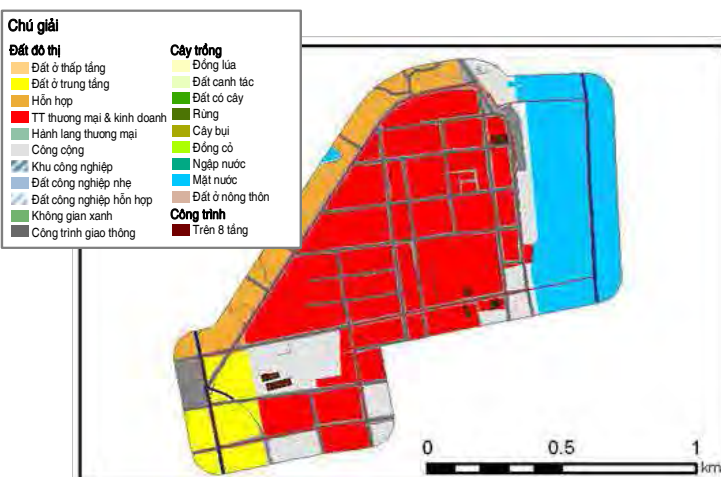 Chú giải
Đất đô thị
Đất ở thấp tầng
Đất ở trung tầng
Hỗn hợp
TT thương mại & kinh doanh
Hành lang thương mại
Công cộng
Khu công nghiệp
Đất công nghiệp nhẹ
Đất công nghiệp hỗn hợp
Không gian xanh
Công trình giao thông
Cây trồng
Đồng lúa
Đất canh tác
Đất có cây
Rừng
Cây bụi
Đồng cỏ
Ngập nước
Mặt nước
Đất ở nông thôn
Công trình
Trên 8 tầng
0 0.5 1
km